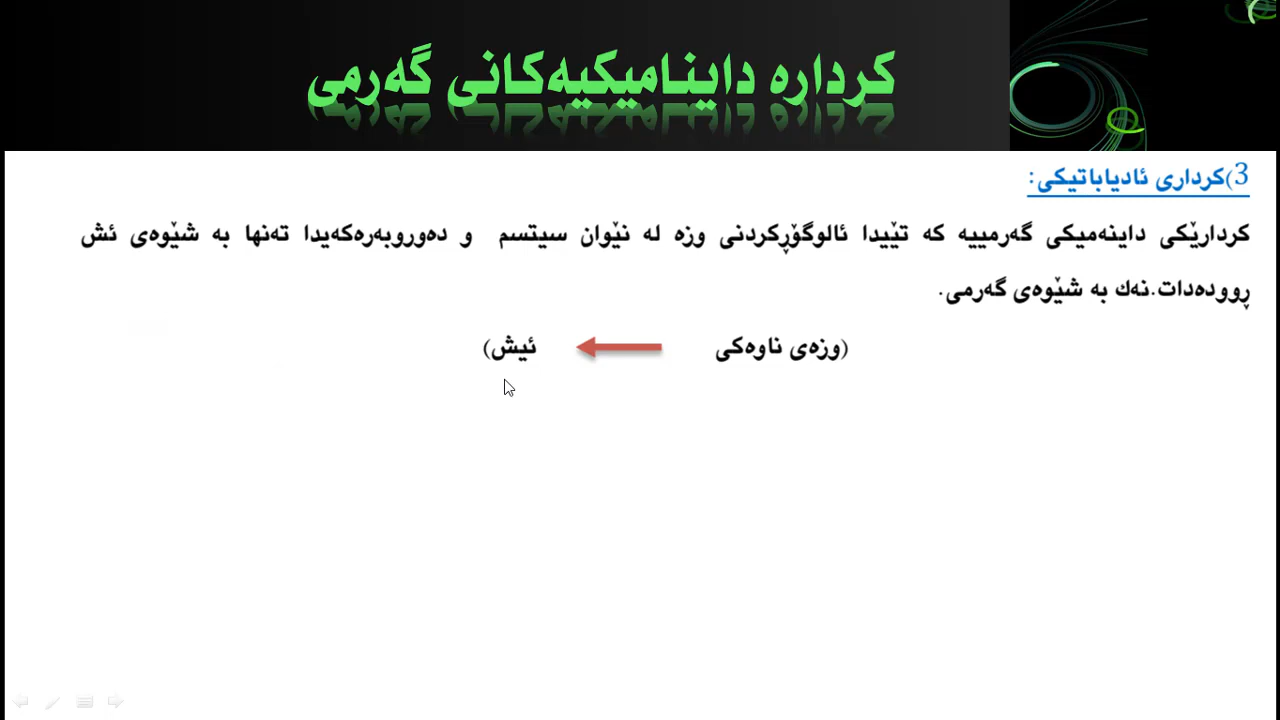 کرداره داینامیکیەکانی گەرمی
3)کرداری ئادیاباتیکی:
کردارێکی داینەمیکی گەرمییە کە تێیدا ئالوگۆڕکردنی وزە لە نێوان سیتسم و دەوروبەرەکەیدا تەنها بە شێوەی ئش
ڕوودەدات.نەك بە شێوەی گەرمی.
(وزەی ناوەکی ئیش)